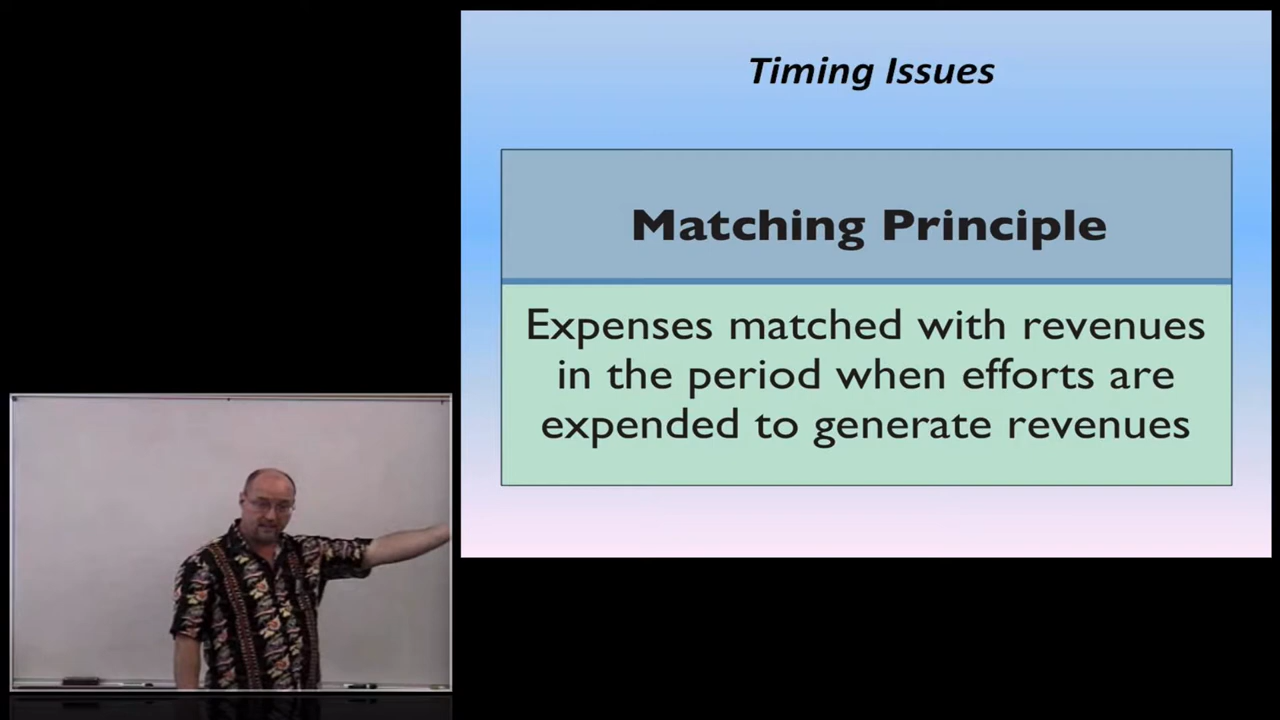 Timing Issues
Matching Principle
Expenses matched with revenues
in the period when efforts are
expended to generate revenues